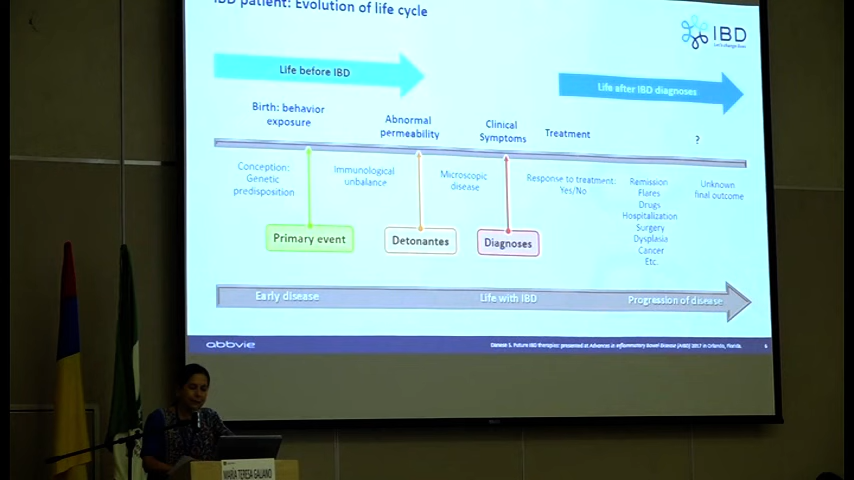 IBD patient: Evolution of life cycle
IBD
Life before IBD
Life after IBD diagnoses
Birth: behavior
exposure
Abnormal
permeability
Clinical
Symptoms
Treatment
?
Conception:
Genetic
predisposition
Immunological
unbalance
Microscopic
disease
Response to treatment:
Yes/No
Remission
Flares
Drugs
Hospitalization
Surgery
Dysplasia
Cancer
Etc.
Unknown
final outcome
Primary event
Detonantes
Diagnoses
Early disease
Life with IBD
Progression of disease
abbvie
Future IBD therapies: presented at Advances in Inflammatory Bowel Disease (AIBD) 2017 in Orlando, Florida.
MARIA TERESA GALIANO